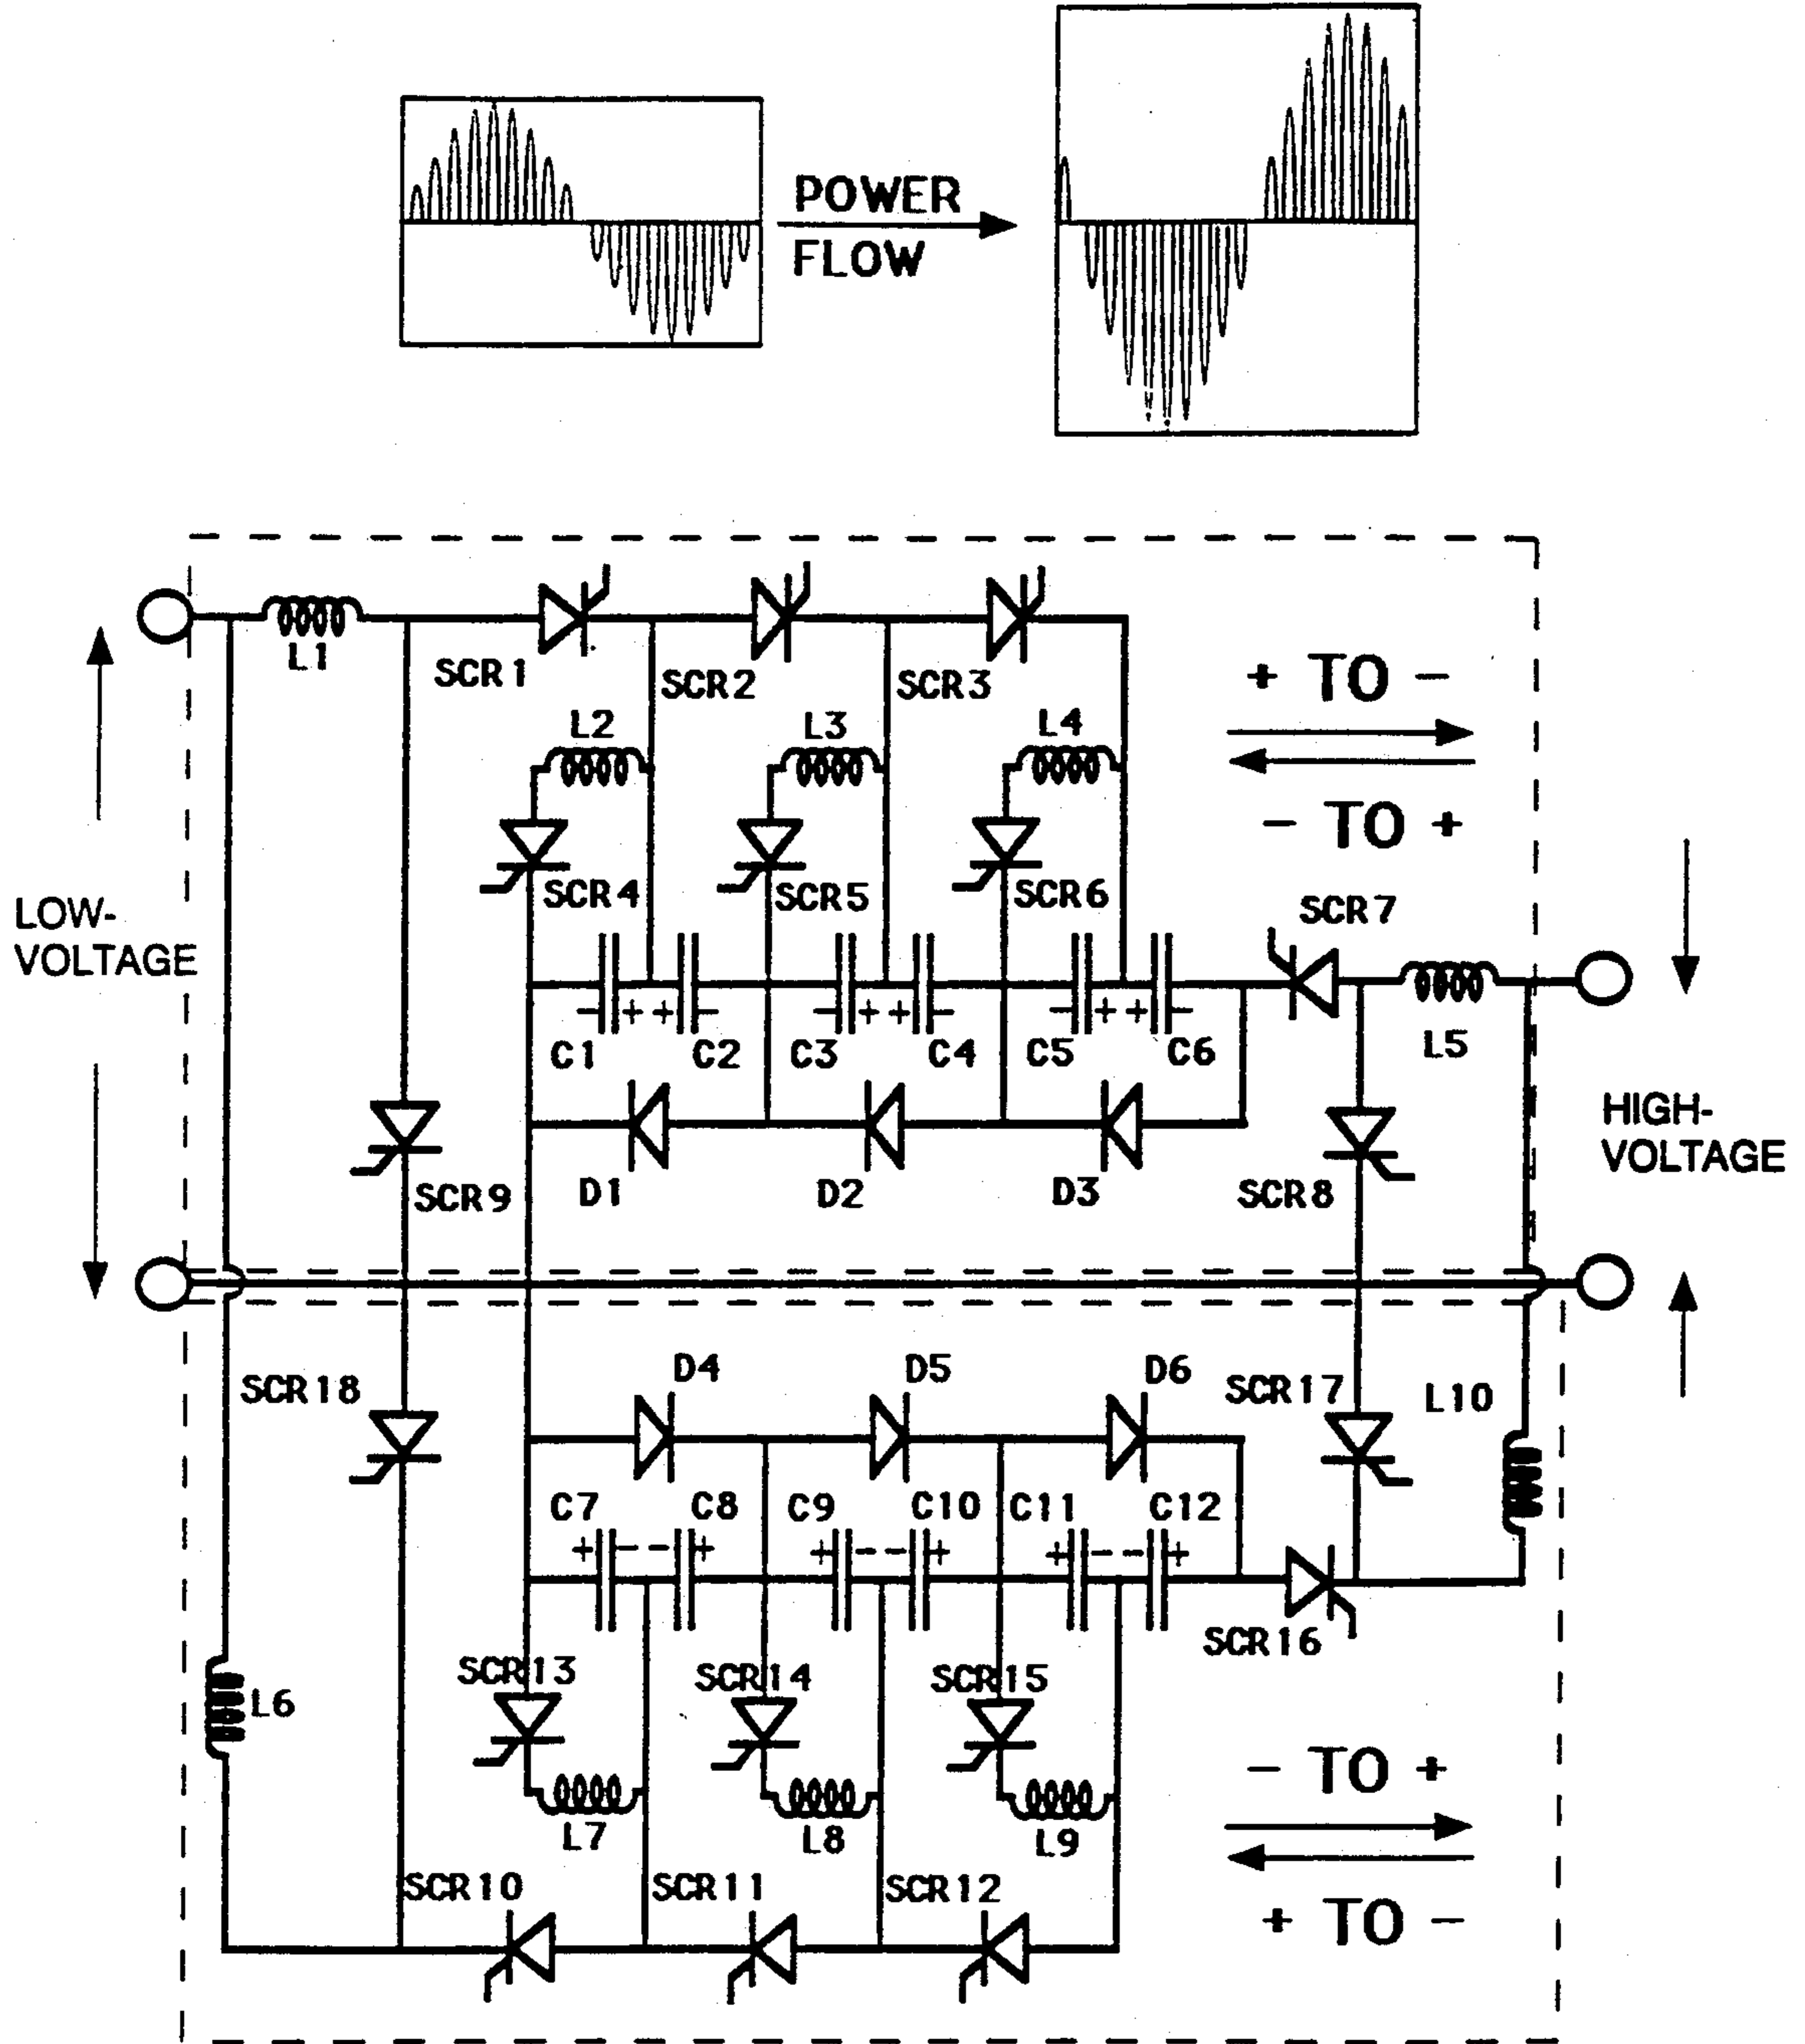 POWER
FLOW
L1
SCR1
SCR2
SCR3
+ TO −
L2
L3
L4
− TO +
SCR4
SCR5
SCR6
SCR7
LOW-
VOLTAGE
− + + −
− + + −
− + + −
C1
C2
C3
C4
C5
C6
L5
HIGH-
VOLTAGE
SCR9
D1
D2
D3
SCR8
D4
D5
D6
SCR18
SCR17
L10
C7
C8
C9
C10
C11
C12
+ − − +
+ − − +
+ − − +
SCR16
SCR13
SCR14
SCR15
L6
− TO +
L7
L8
L9
SCR10
SCR11
SCR12
+ TO −